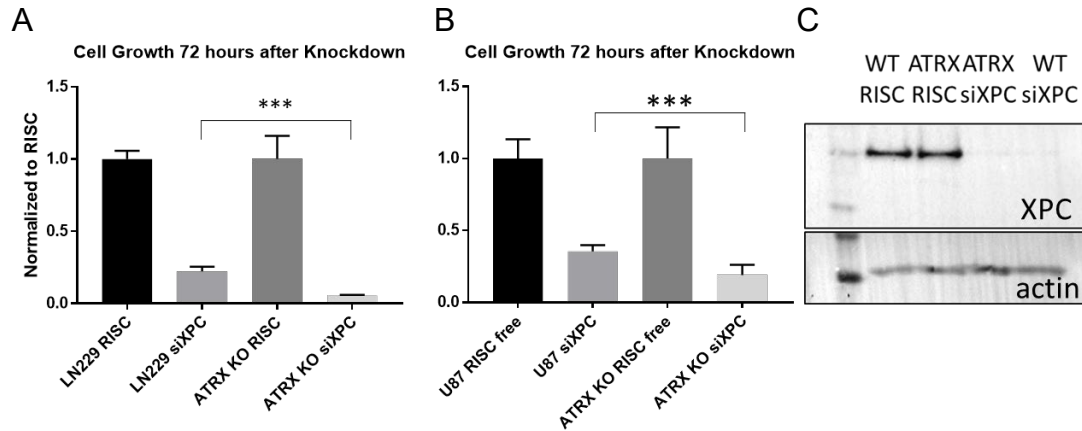 A
Cell Growth 72 hours after Knockdown
Normalized to RISC
1.5
1.0
0.5
0.0
***
LN229 RISC
LN229 siXPC
ATRX KO RISC
ATRX KO siXPC
B
Cell Growth 72 hours after Knockdown
1.5
1.0
0.5
0.0
***
U87 RISC free
U87 siXPC
ATRX KO RISC free
ATRX KO siXPC
C
WT ATRX ATRX WT
RISC RISC siXPC siXPC
XPC
actin